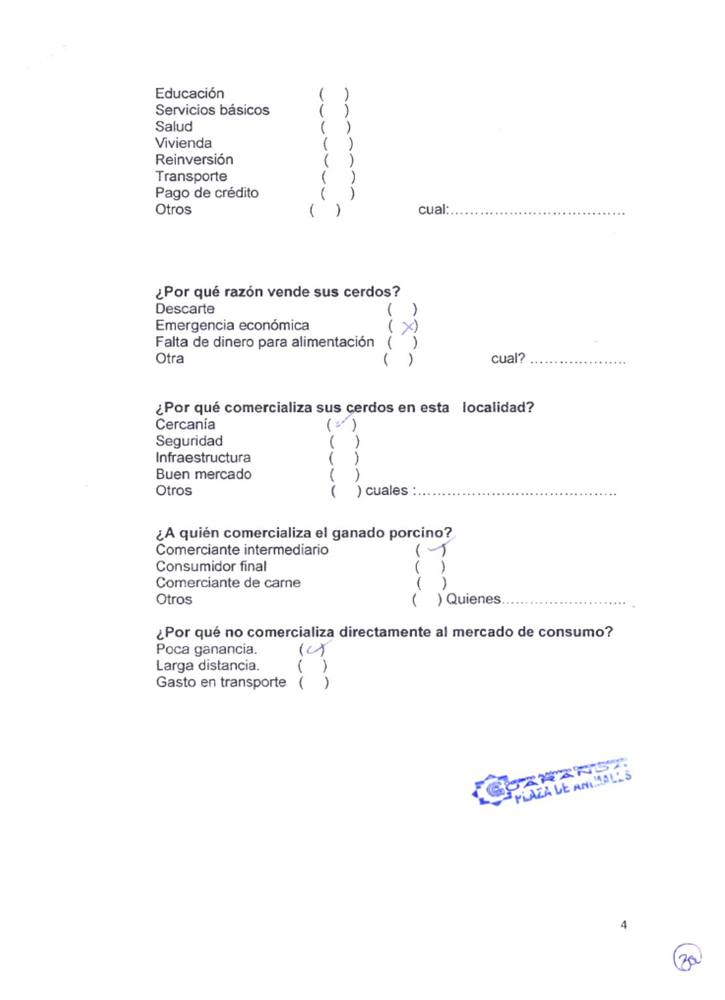 Educación ( )
Servicios básicos ( )
Salud ( )
Vivienda ( )
Reinversión ( )
Transporte ( )
Pago de crédito ( )
Otros ( ) cual:....................................
¿Por qué razón vende sus cerdos?
Descarte ( )
Emergencia económica ( X )
Falta de dinero para alimentación ( )
Otra ( ) cual? ....................
¿Por qué comercializa sus cerdos en esta localidad?
Cercanía ( ✓ )
Seguridad ( )
Infraestructura ( )
Buen mercado ( )
Otros ( ) cuales :.........................................
¿A quién comercializa el ganado porcino?
Comerciante intermediario ( ✓ )
Consumidor final ( )
Comerciante de carne ( )
Otros ( ) Quienes..........................
¿Por qué no comercializa directamente al mercado de consumo?
Poca ganancia. ( ✓ )
Larga distancia. ( )
Gasto en transporte ( )
Gobierno Autónomo Descentralizado
GUARANDA
PLAZA DE ANIMALES
4